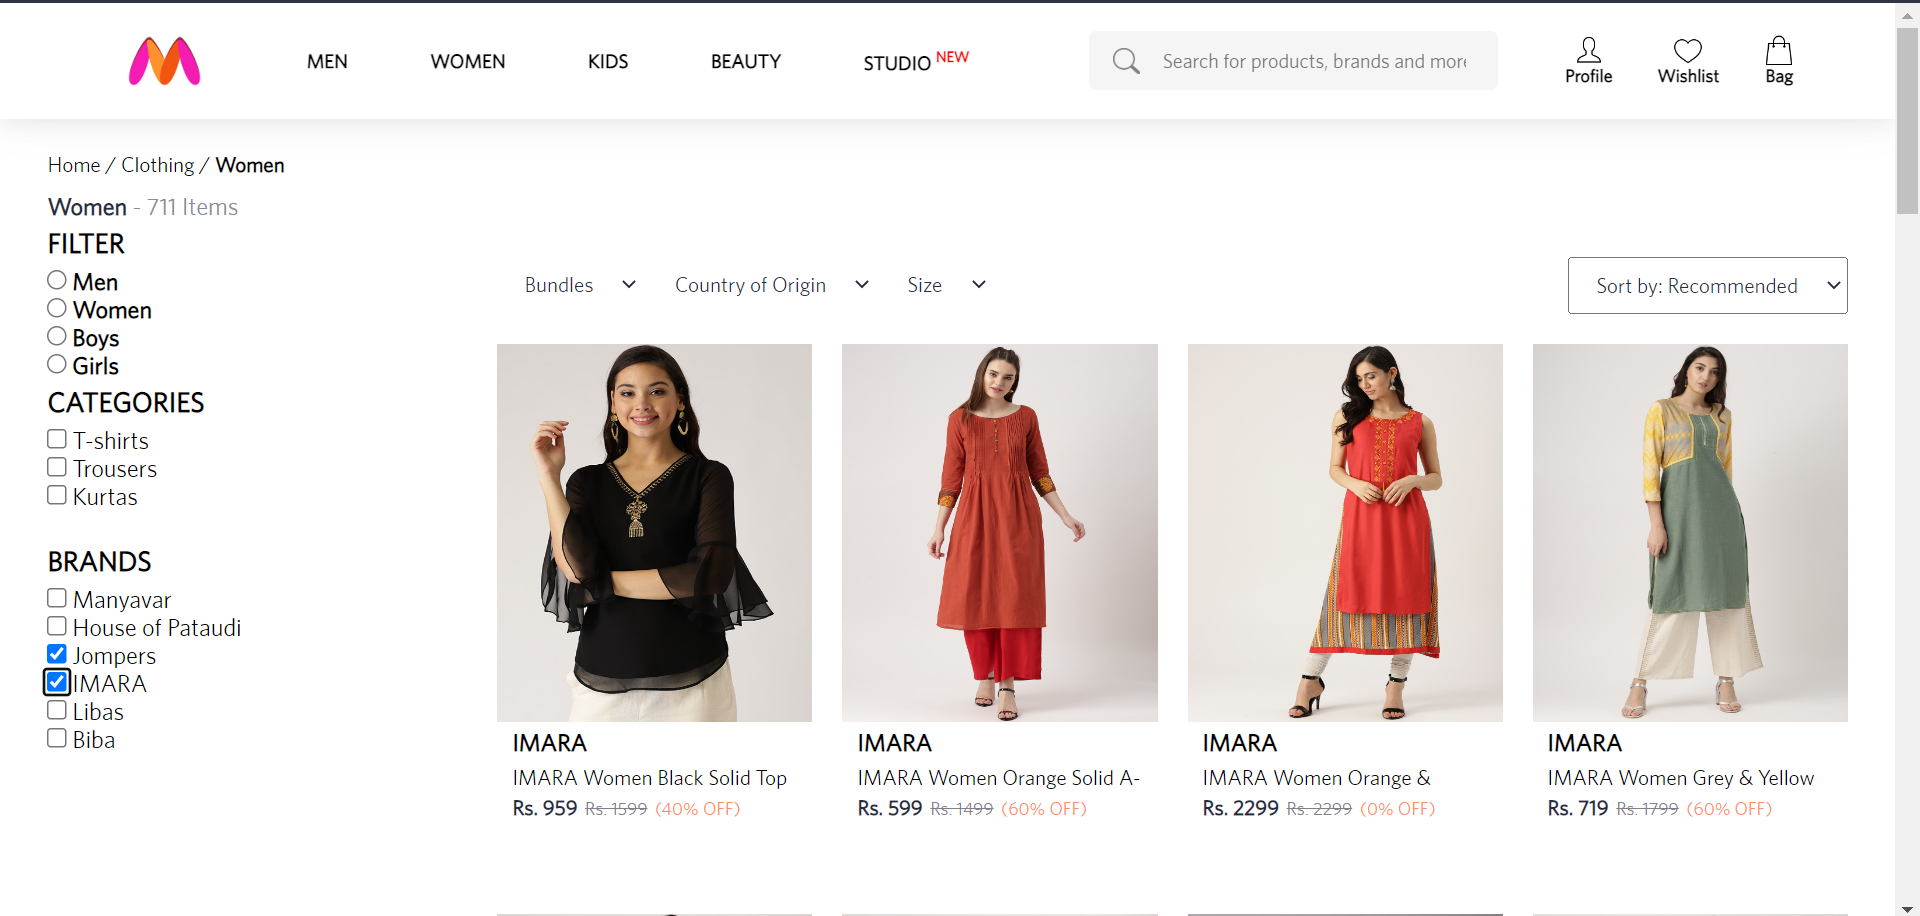 MEN WOMEN KIDS BEAUTY STUDIO NEW Search for products, brands and more Profile Wishlist Bag
Home / Clothing / Women
Women - 711 Items
FILTER
Men
Women
Boys
Girls
CATEGORIES
T-shirts
Trousers
Kurtas
BRANDS
Manyavar
House of Pataudi
Jompers
IMARA
Libas
Biba
Bundles Country of Origin Size Sort by: Recommended
IMARA
IMARA Women Black Solid Top
Rs. 959 Rs. 1599 (40% OFF)
IMARA
IMARA Women Orange Solid A-
Rs. 599 Rs. 1499 (60% OFF)
IMARA
IMARA Women Orange &
Rs. 2299 Rs. 2299 (0% OFF)
IMARA
IMARA Women Grey & Yellow
Rs. 719 Rs. 1799 (60% OFF)